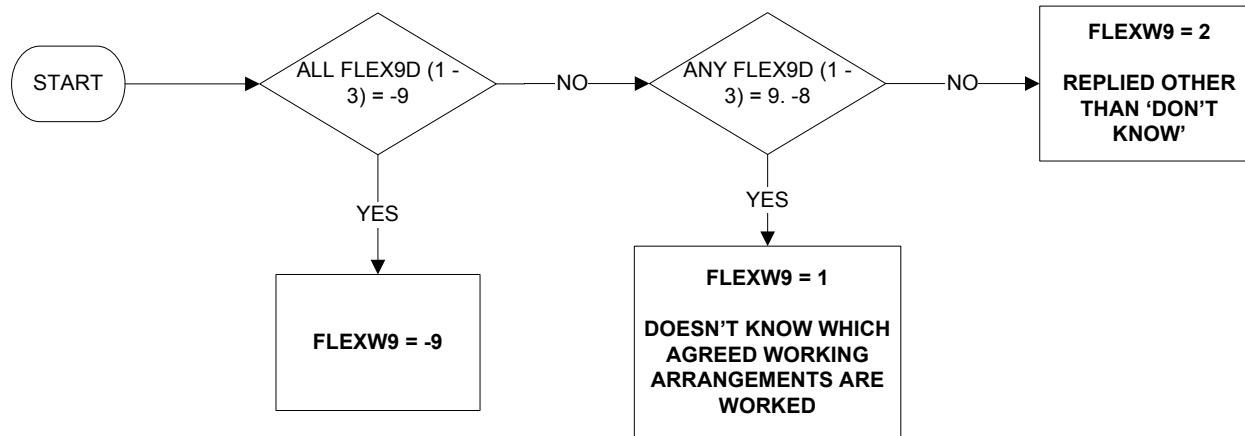 START
ALL FLEX9D (1 -
3) = -9
NO
ANY FLEX9D (1 -
3) = 9. -8
NO
FLEXW9 = 2
REPLIED OTHER
THAN ‘DON’T
KNOW’
YES
FLEXW9 = -9
YES
FLEXW9 = 1
DOESN’T KNOW WHICH
AGREED WORKING
ARRANGEMENTS ARE
WORKED